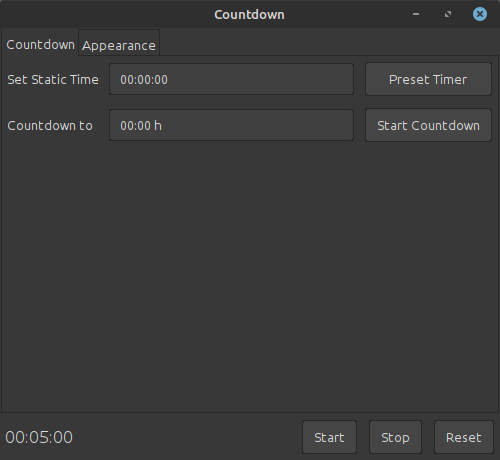 Countdown
Countdown Appearance
Set Static Time 00:00:00 Preset Timer
Countdown to 00:00 h Start Countdown
00:05:00 Start Stop Reset